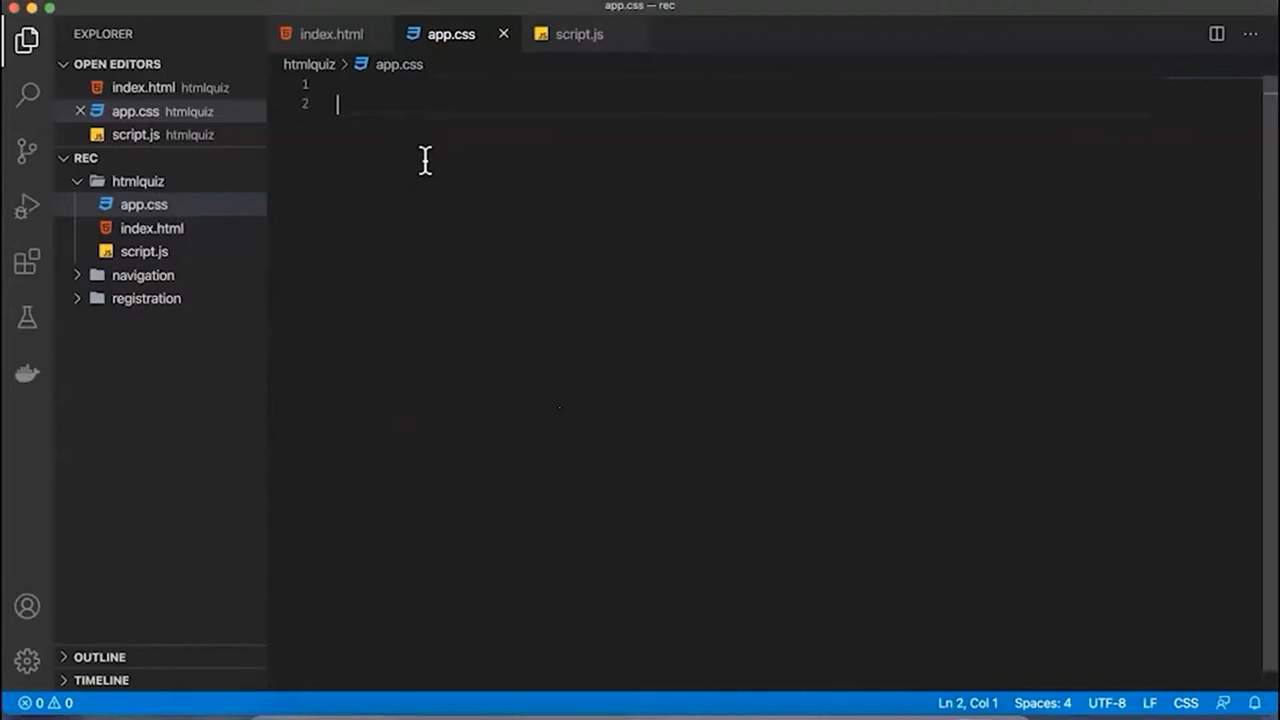 app.css — rec
EXPLORER
index.html
app.css
script.js
OPEN EDITORS
htmlquiz > app.css
index.html htmlquiz
1
app.css htmlquiz
2
script.js htmlquiz
REC
htmlquiz
app.css
index.html
script.js
navigation
registration
OUTLINE
TIMELINE
0 0
Ln 2, Col 1
Spaces: 4
UTF-8
LF
CSS